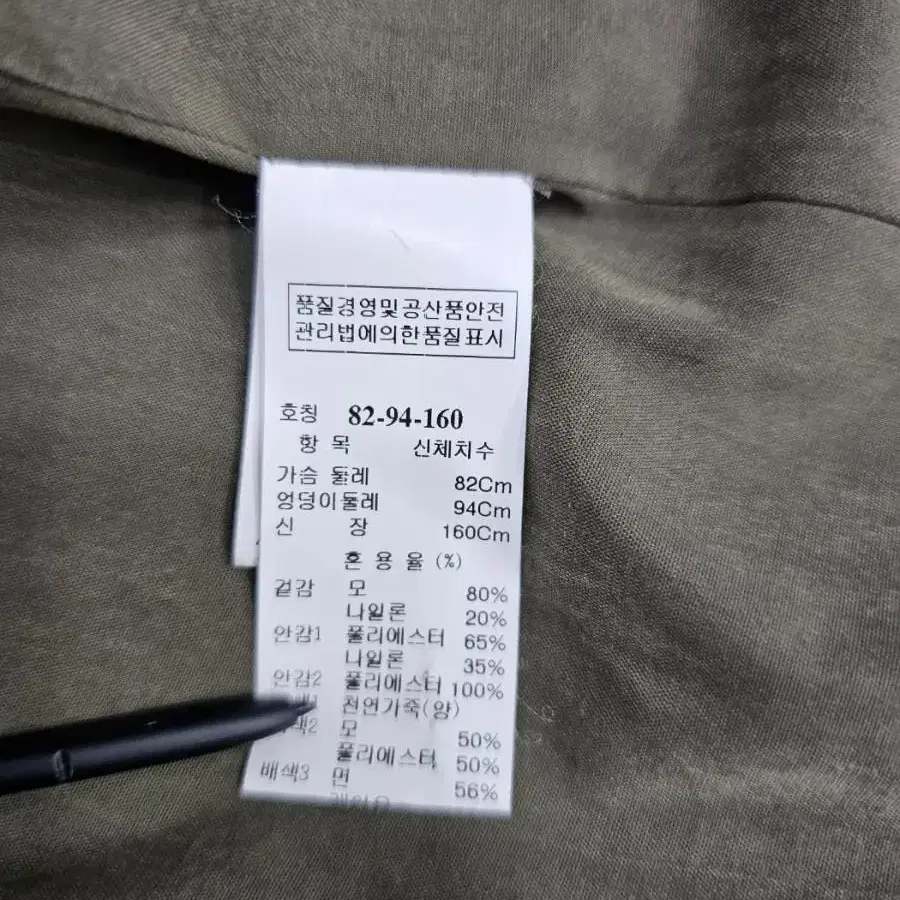 품질경영및공산품안전
관리법에의한품질표시
호칭 82-94-160
항 목 신체치수
가슴 둘레 82Cm
엉덩이둘레 94Cm
신 장 160Cm
혼 용 율 (%)
겉감 모 80%
나일론 20%
안감1 폴리에스터 65%
나일론 35%
안감2 폴리에스터 100%
천연가죽(양)
모 50%
폴리에스터 50%
배색3 면 56%